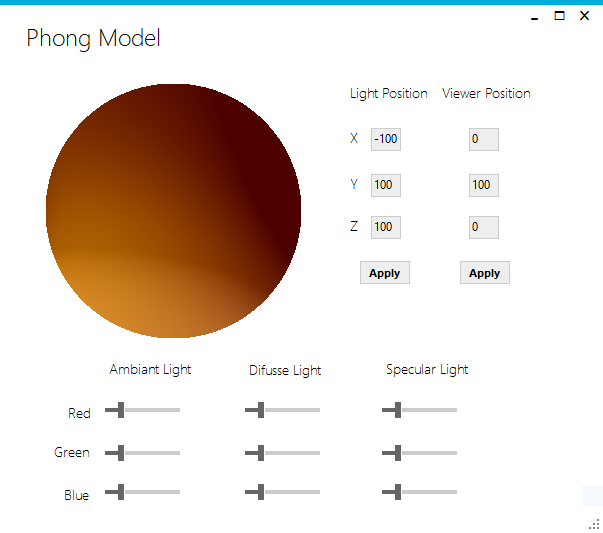 Phong Model
Light Position Viewer Position
X -100 0
Y 100 100
Z 100 0
Apply Apply
Ambiant Light Difusse Light Specular Light
Red
Green
Blue